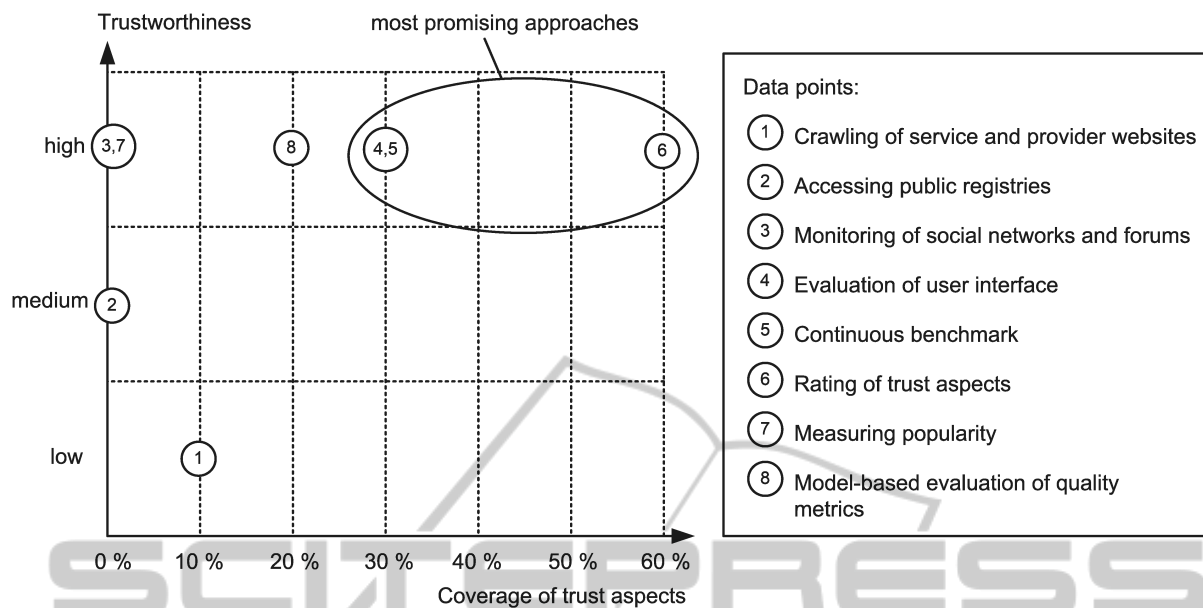 Trustworthiness
most promising approaches
high
3,7
8
4,5
6
medium
2
low
1
0 %
10 %
20 %
30 %
40 %
50 %
60 %
Coverage of trust aspects
Data points:
1 Crawling of service and provider websites
2 Accessing public registries
3 Monitoring of social networks and forums
4 Evaluation of user interface
5 Continuous benchmark
6 Rating of trust aspects
7 Measuring popularity
8 Model-based evaluation of quality
metrics
SCITEPRESS